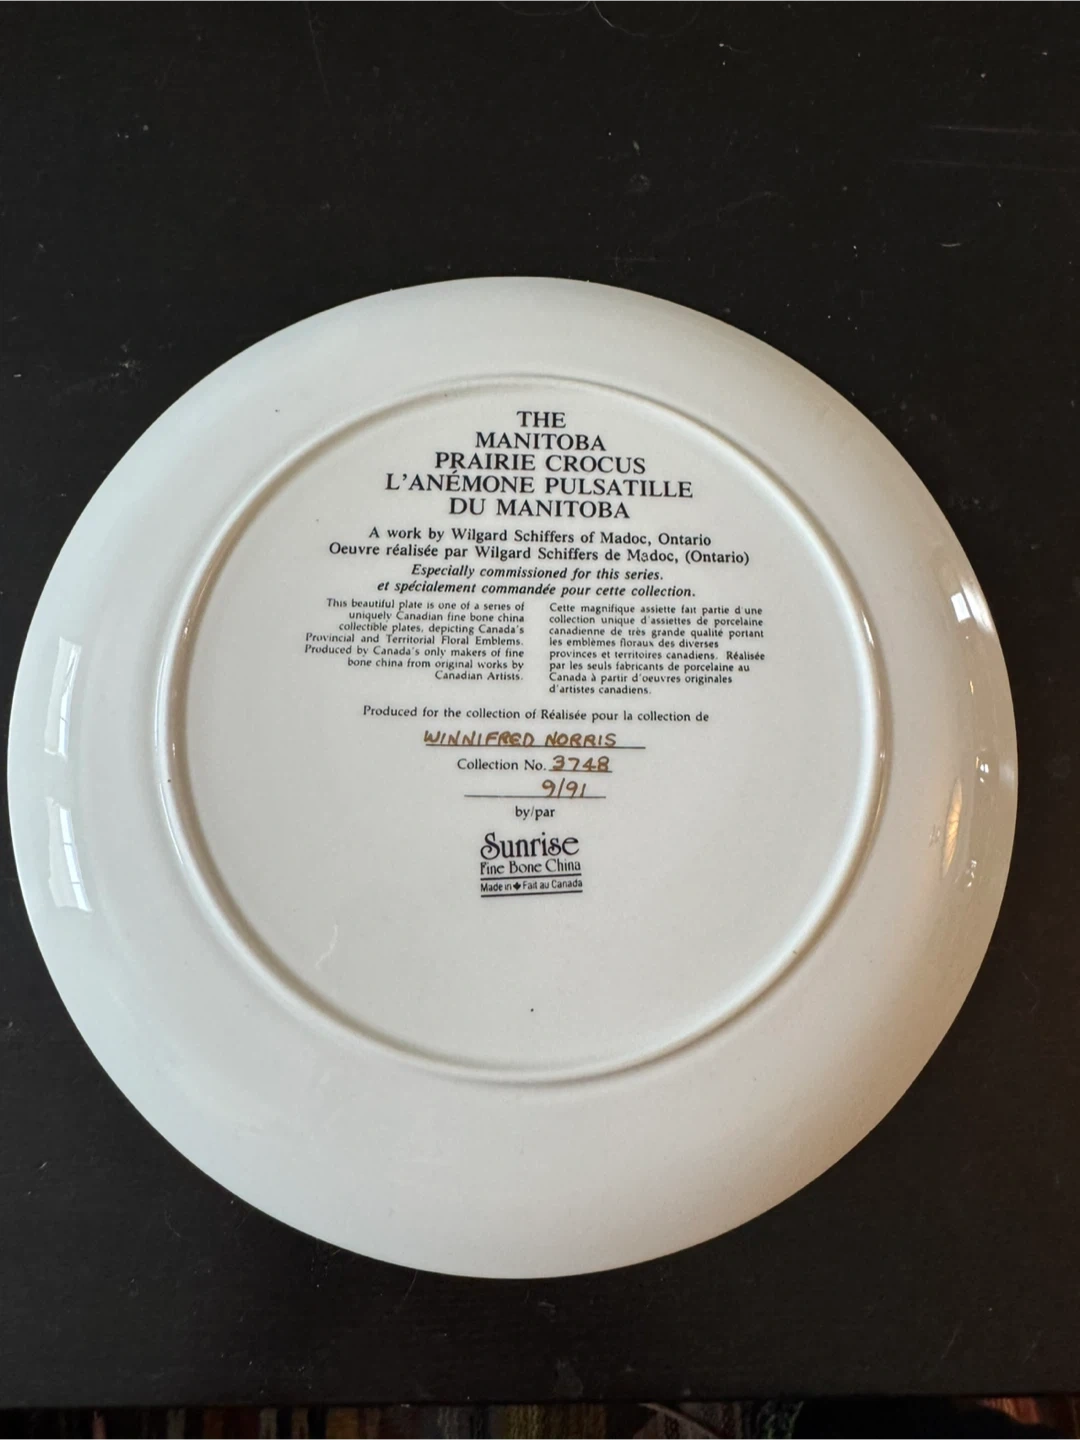 THE
MANITOBA
PRAIRIE CROCUS
L'ANÉMONE PULSATILLE
DU MANITOBA
A work by Wilgard Schiffers of Madoc, Ontario
Oeuvre réalisée par Wilgard Schiffers de Madoc, (Ontario)
Especially commissioned for this series.
et spécialement commandée pour cette collection.
This beautiful plate is one of a series of
uniquely Canadian fine bone china
collectible plates, depicting Canada's
Provincial and Territorial Floral Emblems.
Produced by Canada's only makers of fine
bone china from original works by
Canadian Artists.
Cette magnifique assiette fait partie d'une
collection unique d'assiettes de porcelaine
canadienne de très grande qualité portant
les emblèmes floraux des diverses
provinces et territoires canadiens. Réalisée
par les seuls fabricants de porcelaine au
Canada à partir d'oeuvres originales
d'artistes canadiens.
Produced for the collection of Réalisée pour la collection de
WINNIFRED NORRIS
Collection No. 3748
9/91
by/par
Sunrise
Fine Bone China
Made in Fait au Canada